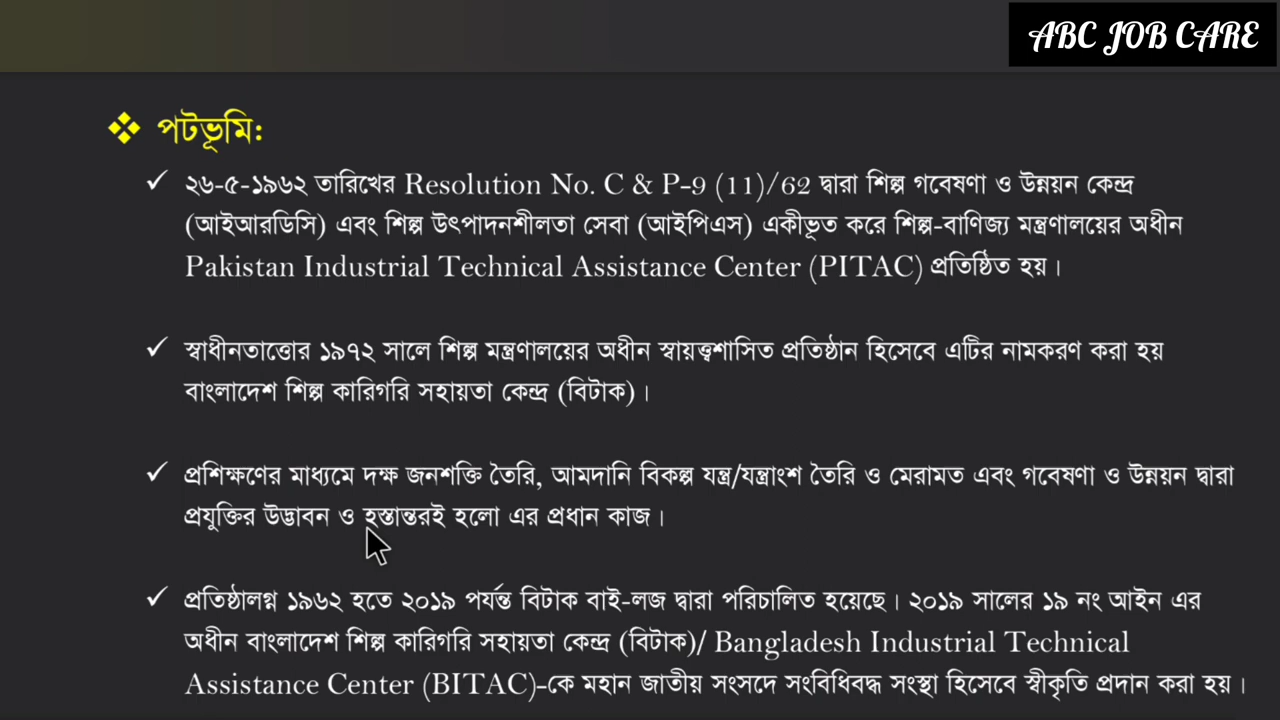 ABC JOB CARE
❖ পটভূমি:
✓ ২৬-৫-১৯৬২ তারিখের Resolution No. C & P-9 (11)/62 দ্বারা শিল্প গবেষণা ও উন্নয়ন কেন্দ্র
(আইআরডিসি) এবং শিল্প উৎপাদনশীলতা সেবা (আইপিএস) একীভূত করে শিল্প-বাণিজ্য মন্ত্রণালয়ের অধীন
Pakistan Industrial Technical Assistance Center (PITAC) প্রতিষ্ঠিত হয়।
✓ স্বাধীনতাত্তোর ১৯৭২ সালে শিল্প মন্ত্রণালয়ের অধীন স্বায়ত্ত্বশাসিত প্রতিষ্ঠান হিসেবে এটির নামকরণ করা হয়
বাংলাদেশ শিল্প কারিগরি সহায়তা কেন্দ্র (বিটাক)।
✓ প্রশিক্ষণের মাধ্যমে দক্ষ জনশক্তি তৈরি, আমদানি বিকল্প যন্ত্র/যন্ত্রাংশ তৈরি ও মেরামত এবং গবেষণা ও উন্নয়ন দ্বারা
প্রযুক্তির উদ্ভাবন ও হস্তান্তরই হলো এর প্রধান কাজ।
✓ প্রতিষ্ঠালগ্ন ১৯৬২ হতে ২০১৯ পর্যন্ত বিটাক বাই-লজ দ্বারা পরিচালিত হয়েছে। ২০১৯ সালের ১৯ নং আইন এর
অধীন বাংলাদেশ শিল্প কারিগরি সহায়তা কেন্দ্র (বিটাক)/ Bangladesh Industrial Technical
Assistance Center (BITAC)-কে মহান জাতীয় সংসদে সংবিধিবদ্ধ সংস্থা হিসেবে স্বীকৃতি প্রদান করা হয়।